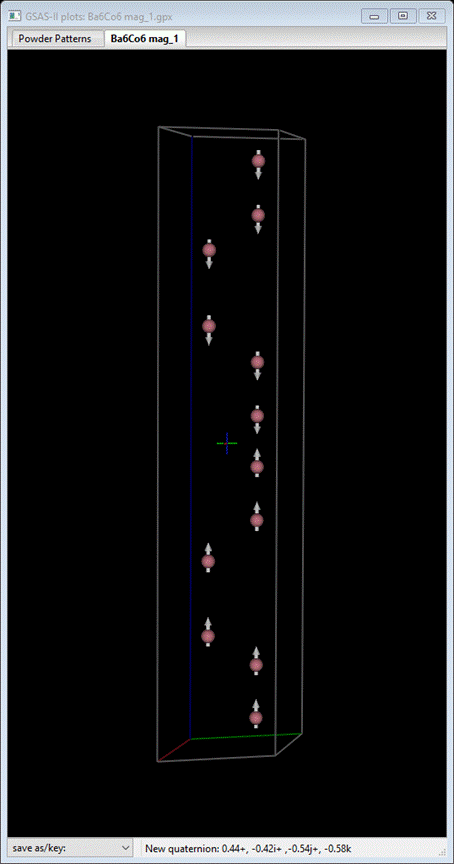 GSAS-II plots: Ba6Co6 mag_1.gpx
Powder Patterns
Ba6Co6 mag_1
save as/key:
New quaternion: 0.44+, -0.42i+ ,-0.54j+, -0.58k